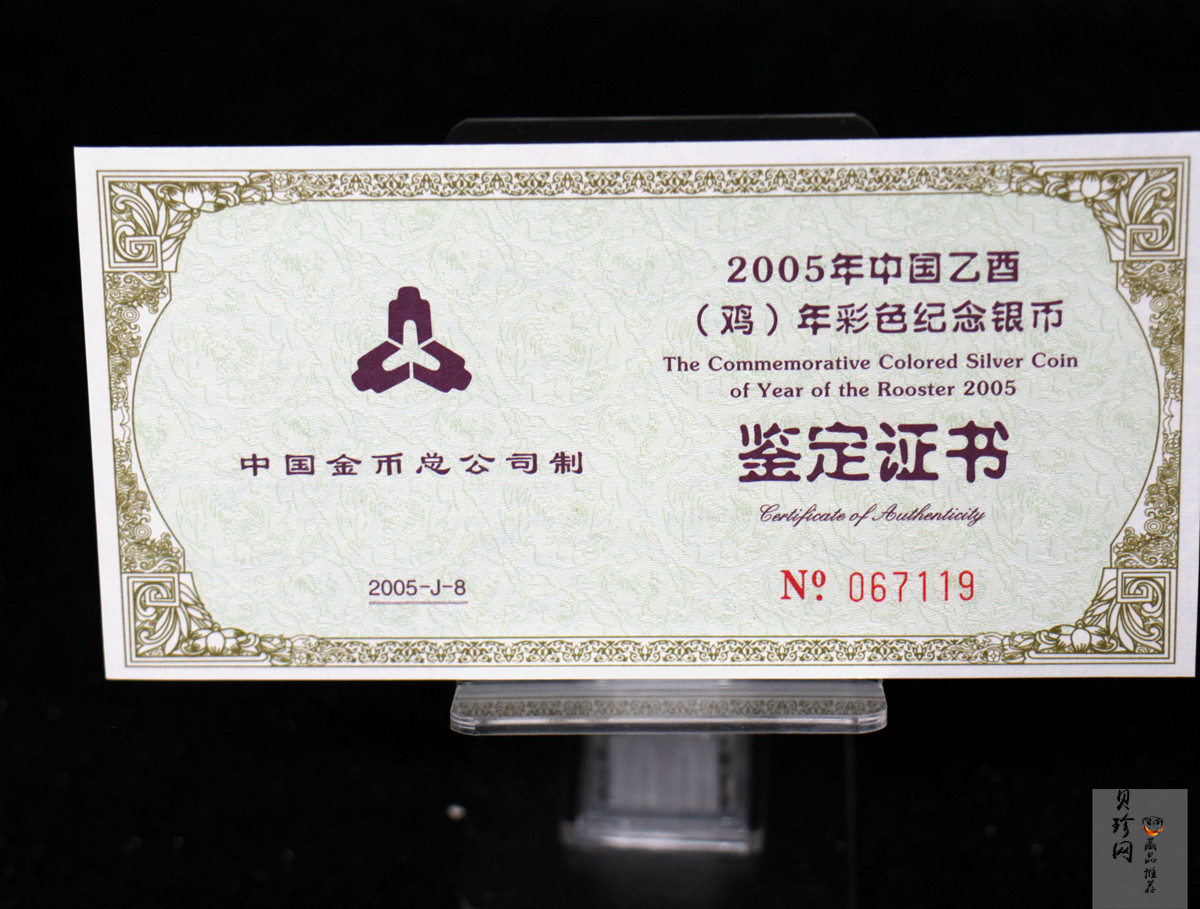 中国金币总公司制
2005-J-8
2005年中国乙酉
（鸡）年彩色纪念银币
The Commemorative Colored Silver Coin
of Year of the Rooster 2005
鉴定证书
Certificate of Authenticity
Nº 067119
贝珍网
藏品推荐